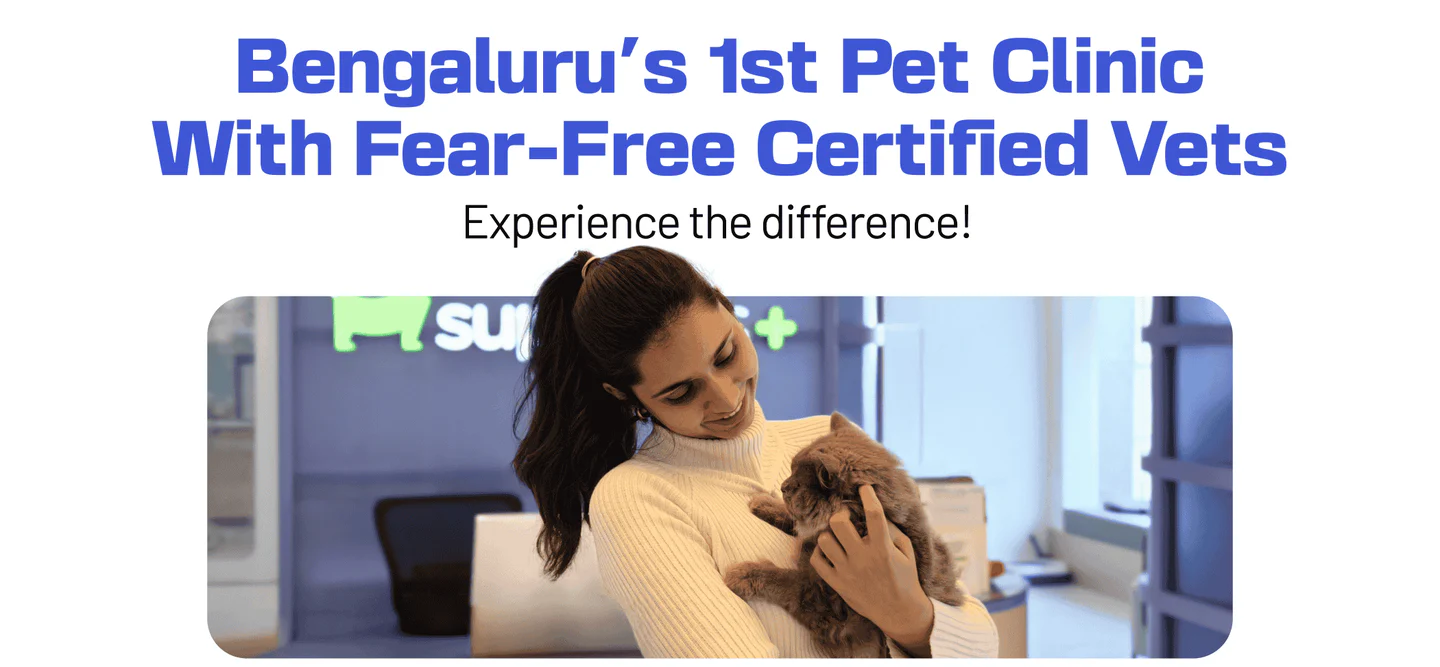 Bengaluru’s 1st Pet Clinic
With Fear-Free Certified Vets
Experience the difference!